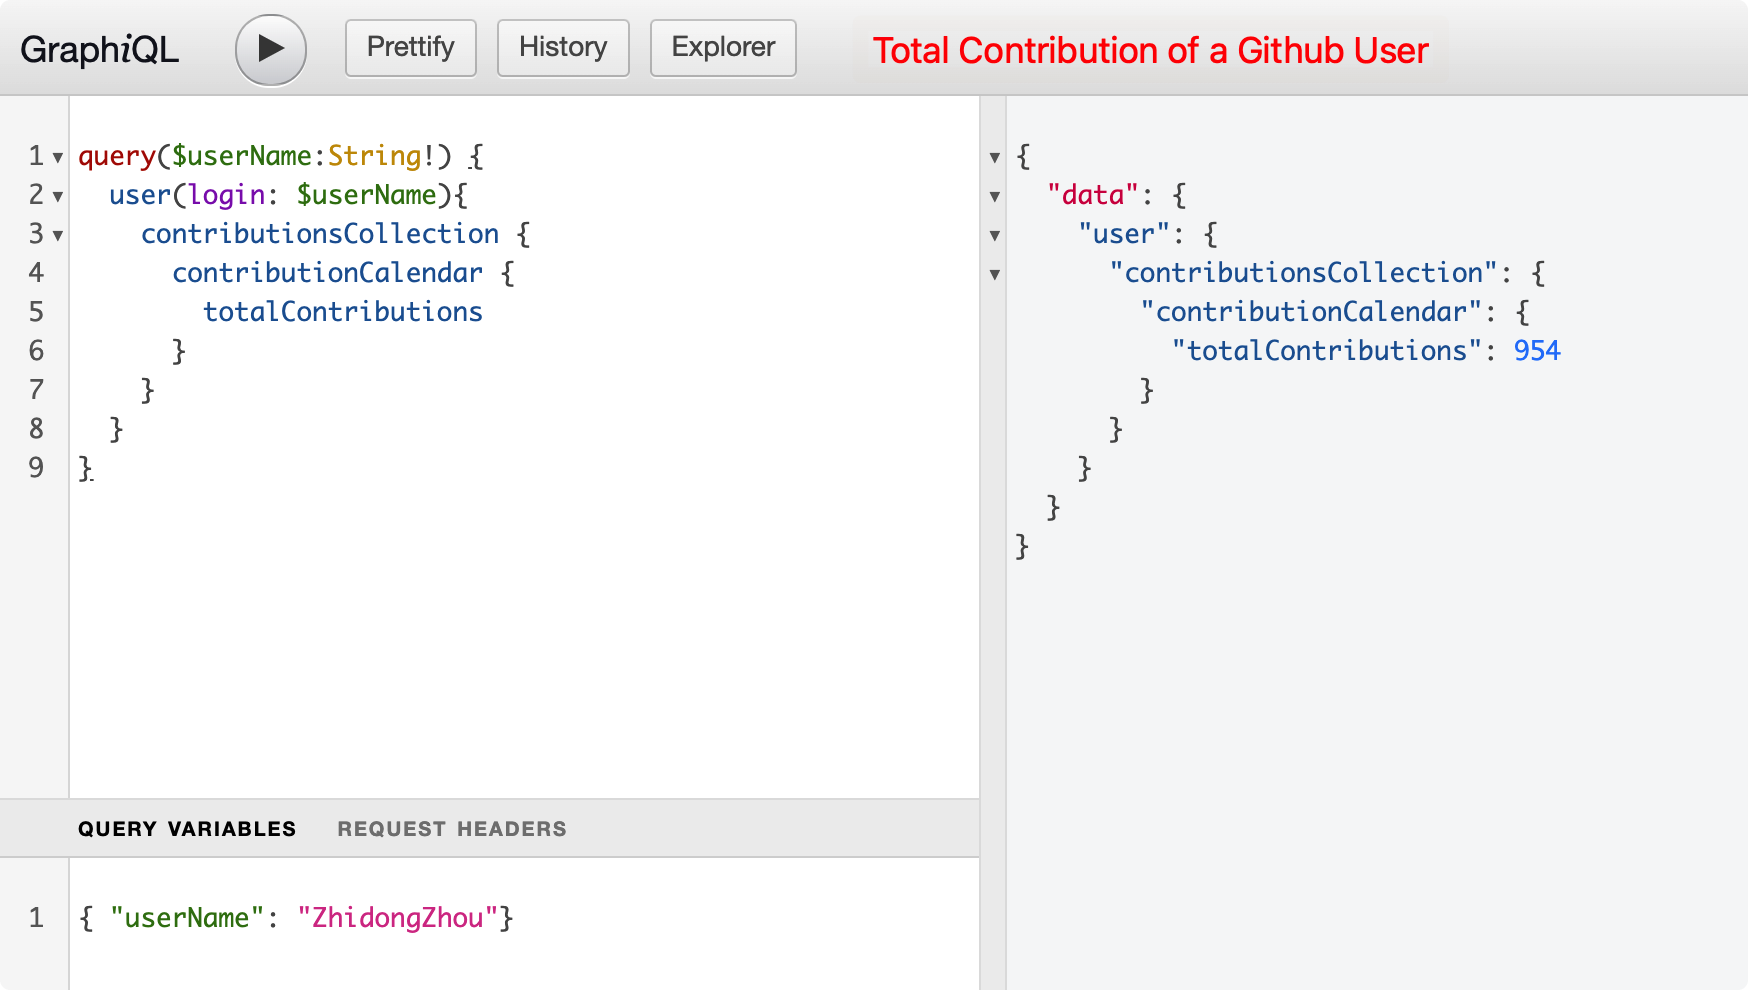 GraphiQL Prettify History Explorer Total Contribution of a Github User
1 query($userName:String!) {
2 user(login: $userName){
3 contributionsCollection {
4 contributionCalendar {
5 totalContributions
6 }
7 }
8 }
9 }
{
"data": {
"user": {
"contributionsCollection": {
"contributionCalendar": {
"totalContributions": 954
}
}
}
}
}
QUERY VARIABLES REQUEST HEADERS
1 { "userName": "ZhidongZhou"}